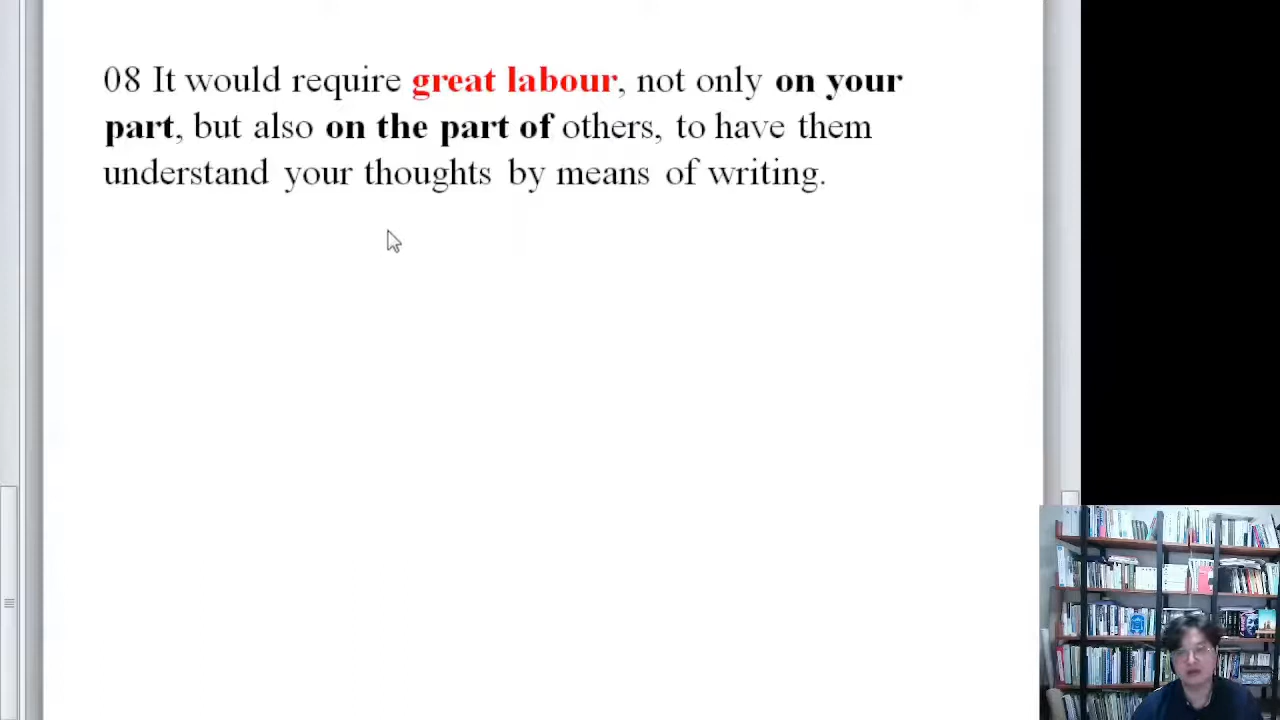 08 It would require great labour, not only on your
part, but also on the part of others, to have them
understand your thoughts by means of writing.